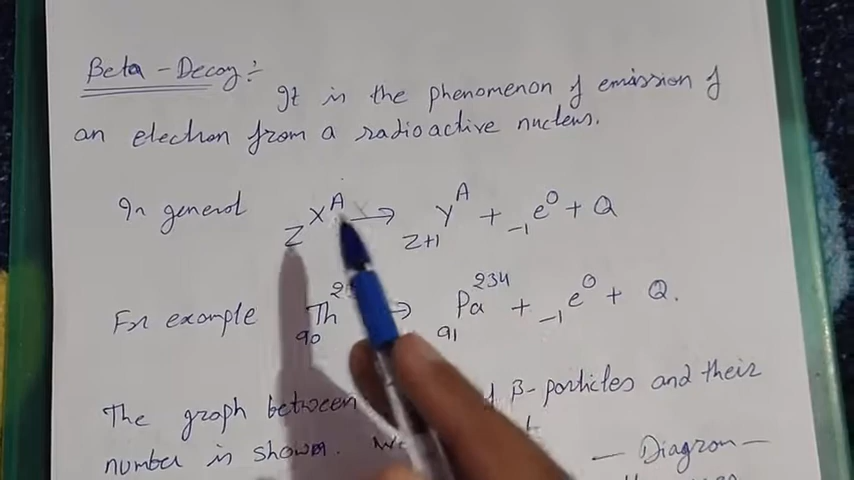 Beta - Decay :-
It is the phenomenon of emission of
an electron from a radioactive nucleus.
In general Z X A → Z+1 Y A + -1 e 0 + Q
For example 90 Th → 91 Pa 234 + -1 e 0 + Q.
The graph between of β-particles and their
number is shown. — Diagram —